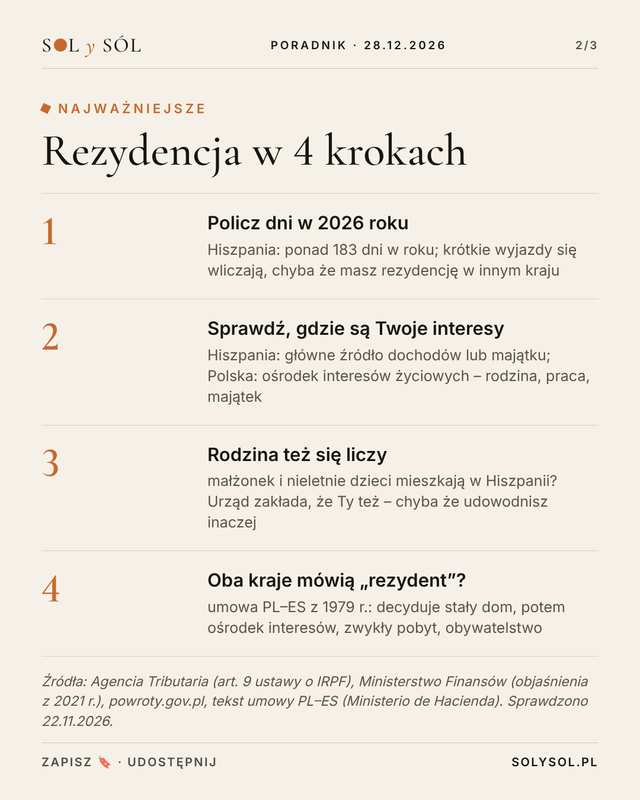 SOL y SÓL
PORADNIK · 28.12.2026
2/3
NAJWAŻNIEJSZE
Rezydencja w 4 krokach
1
Policz dni w 2026 roku
Hiszpania: ponad 183 dni w roku; krótkie wyjazdy się
wliczają, chyba że masz rezydencję w innym kraju
2
Sprawdź, gdzie są Twoje interesy
Hiszpania: główne źródło dochodów lub majątku;
Polska: ośrodek interesów życiowych – rodzina, praca,
majątek
3
Rodzina też się liczy
małżonek i nieletnie dzieci mieszkają w Hiszpanii?
Urząd zakłada, że Ty też – chyba że udowodnisz
inaczej
4
Oba kraje mówią „rezydent”?
umowa PL–ES z 1979 r.: decyduje stały dom, potem
ośrodek interesów, zwykły pobyt, obywatelstwo
Źródła: Agencia Tributaria (art. 9 ustawy o IRPF), Ministerstwo Finansów (objaśnienia
z 2021 r.), powroty.gov.pl, tekst umowy PL–ES (Ministerio de Hacienda). Sprawdzono
22.11.2026.
ZAPISZ 🔖 · UDOSTĘPNIJ
SOLYSOL.PL